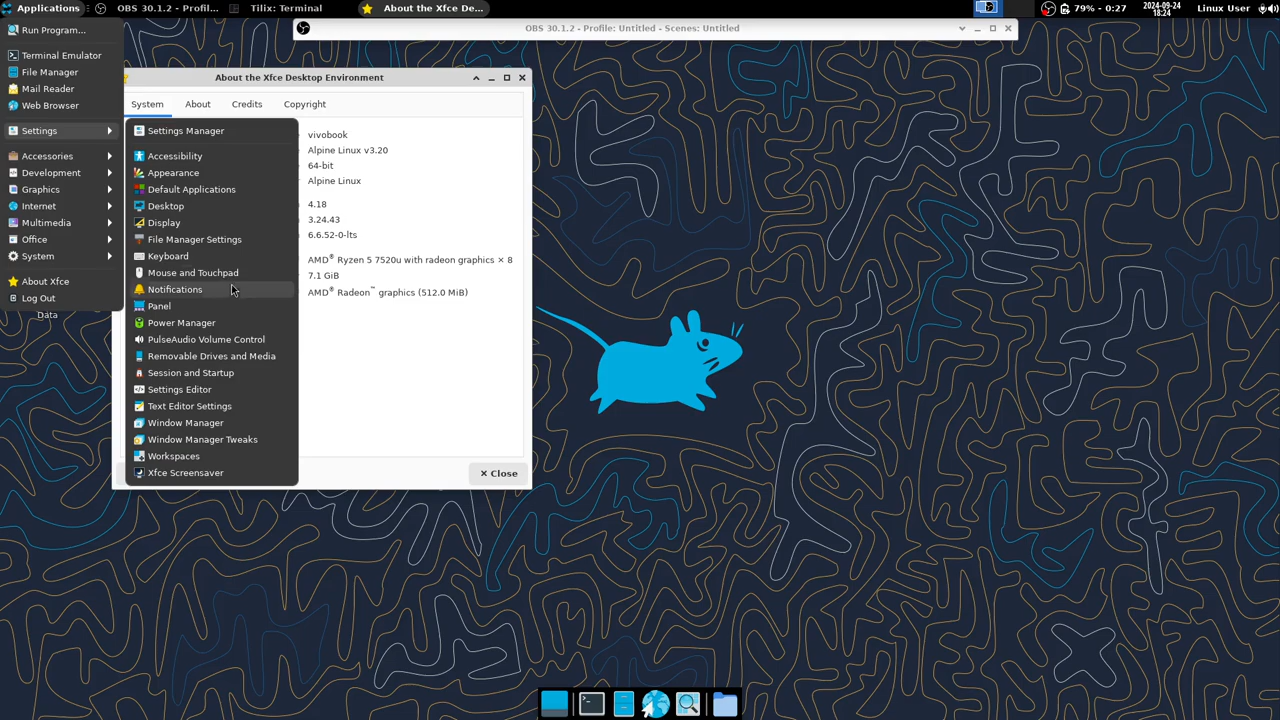 Applications
OBS 30.1.2 - Profil...
Tilix: Terminal
About the Xfce De...
79% - 0:27
2024-09-24
18:24
Linux User
OBS 30.1.2 - Profile: Untitled - Scenes: Untitled
Run Program...
Terminal Emulator
File Manager
Mail Reader
Web Browser
Settings
Accessories
Development
Graphics
Internet
Multimedia
Office
System
About Xfce
Log Out
Data
About the Xfce Desktop Environment
System
About
Credits
Copyright
Settings Manager
Accessibility
Appearance
Default Applications
Desktop
Display
File Manager Settings
Keyboard
Mouse and Touchpad
Notifications
Panel
Power Manager
PulseAudio Volume Control
Removable Drives and Media
Session and Startup
Settings Editor
Text Editor Settings
Window Manager
Window Manager Tweaks
Workspaces
Xfce Screensaver
vivobook
Alpine Linux v3.20
64-bit
Alpine Linux
4.18
3.24.43
6.6.52-0-lts
AMD® Ryzen 5 7520u with radeon graphics × 8
7.1 GiB
AMD® Radeon™ graphics (512.0 MiB)
Close